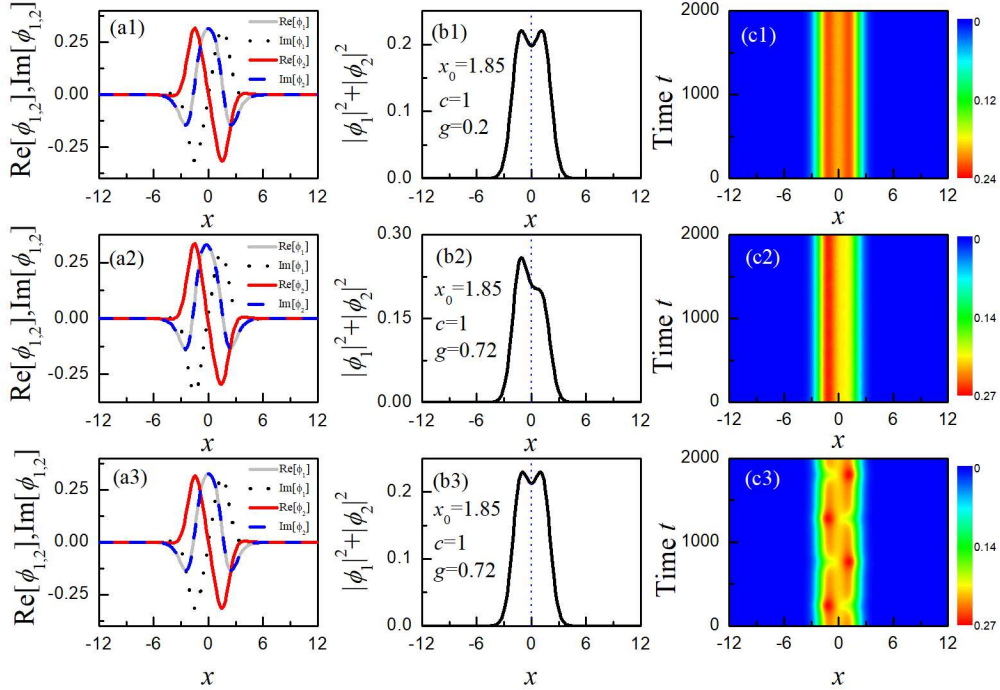 Re[ϕ1,2],Im[ϕ1,2]
0.25
0.00
-0.25
(a1)
Re[ϕ1]
Im[ϕ1]
Re[ϕ2]
Im[ϕ2]
-12 -6 0 6 12
x
|ϕ1|²+|ϕ2|²
0.2
0.1
0.0
(b1)
x0=1.85
c=1
g=0.2
-12 -6 0 6 12
x
Time t
2000
1000
0
(c1)
-12 -6 0 6 12
x
0
0.12
0.24
Re[ϕ1,2],Im[ϕ1,2]
0.25
0.00
-0.25
(a2)
Re[ϕ1]
Im[ϕ1]
Re[ϕ2]
Im[ϕ2]
-12 -6 0 6 12
x
|ϕ1|²+|ϕ2|²
0.30
0.15
0.00
(b2)
x0=1.85
c=1
g=0.72
-12 -6 0 6 12
x
Time t
2000
1000
0
(c2)
-12 -6 0 6 12
x
0
0.13
0.27
Re[ϕ1,2],Im[ϕ1,2]
0.25
0.00
-0.25
(a3)
Re[ϕ1]
Im[ϕ1]
Re[ϕ2]
Im[ϕ2]
-12 -6 0 6 12
x
|ϕ1|²+|ϕ2|²
0.2
0.1
0.0
(b3)
x0=1.85
c=1
g=0.72
-12 -6 0 6 12
x
Time t
2000
1000
0
(c3)
-12 -6 0 6 12
x
0
0.13
0.27